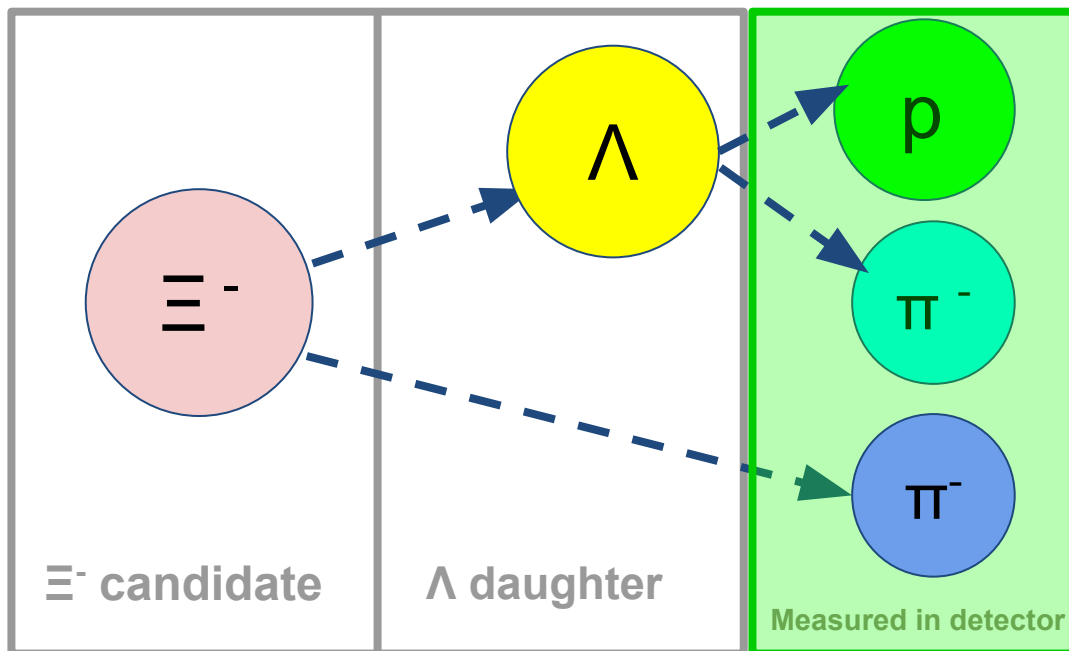 Ξ⁻
Λ
p
π⁻
π⁻
Ξ⁻ candidate
Λ daughter
Measured in detector